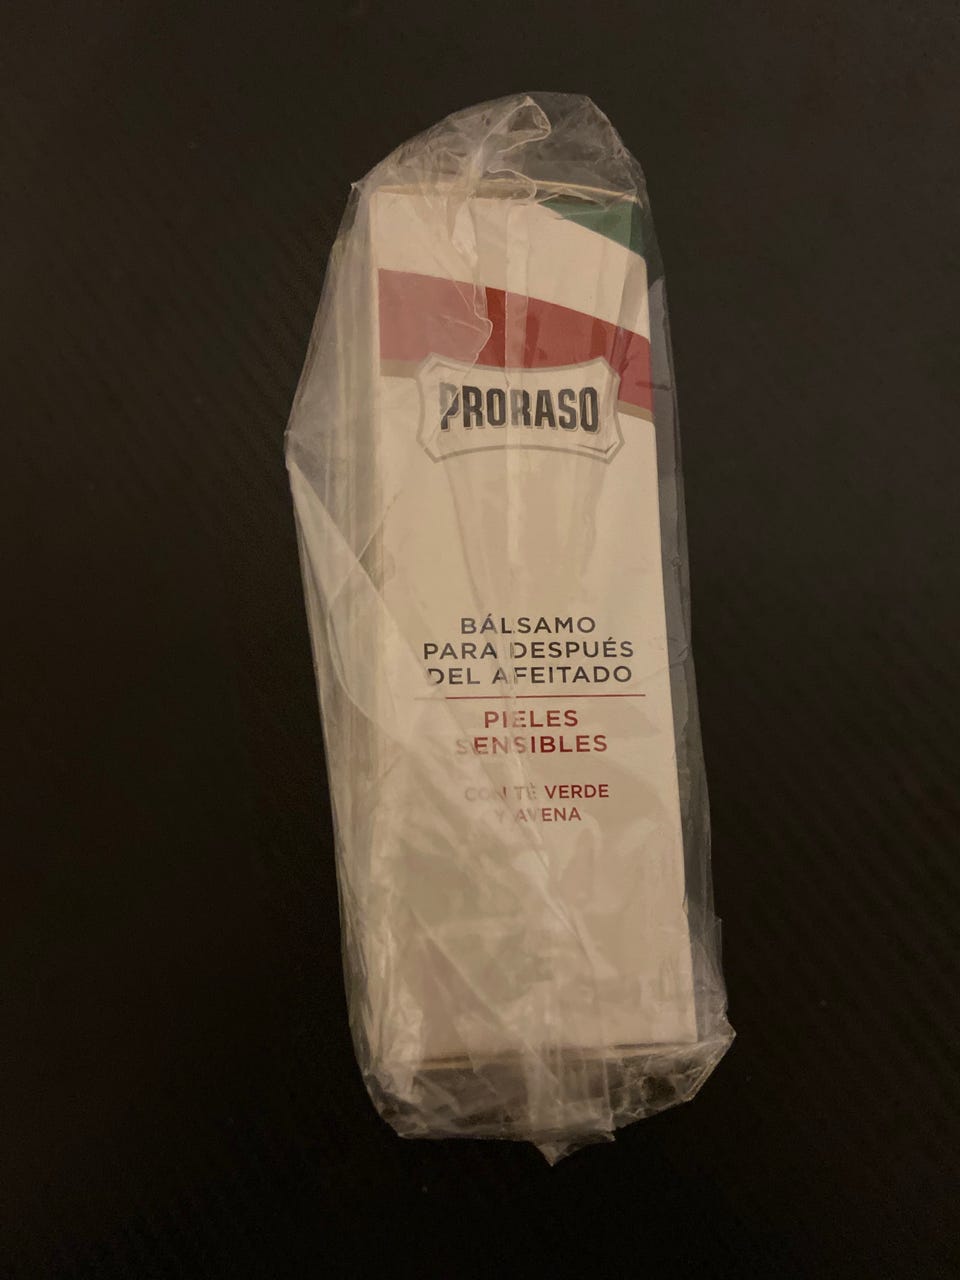 PRORASO
BÁLSAMO
PARA DESPUÉS
DEL AFEITADO
PIELES
SENSIBLES
CON TÉ VERDE
Y AVENA